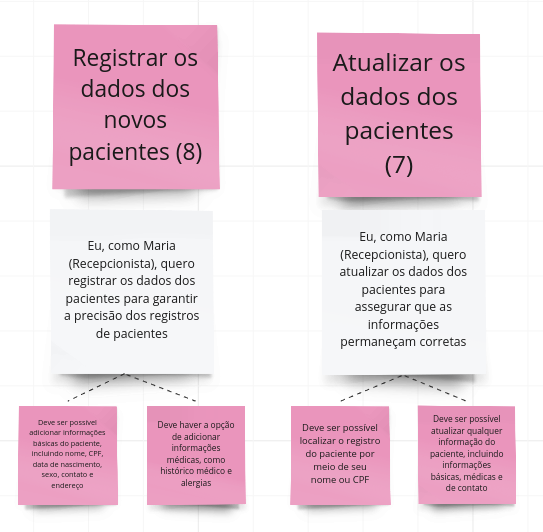 Registrar os
dados dos
novos
pacientes (8)
Atualizar os
dados dos
pacientes
(7)
Eu, como Maria
(Recepcionista), quero
registrar os dados dos
pacientes para garantir
a precisão dos registros
de pacientes
Eu, como Maria
(Recepcionista), quero
atualizar os dados dos
pacientes para
assegurar que as
informações
permaneçam corretas
Deve ser possível
adicionar informações
básicas do paciente,
incluindo nome, CPF,
data de nascimento,
sexo, contato e
endereço
Deve haver a opção
de adicionar
informações
médicas, como
histórico médico e
alergias
Deve ser possível
localizar o registro
do paciente por
meio de seu
nome ou CPF
Deve ser possível
atualizar qualquer
informação do
paciente, incluindo
informações
básicas, médicas e
de contato